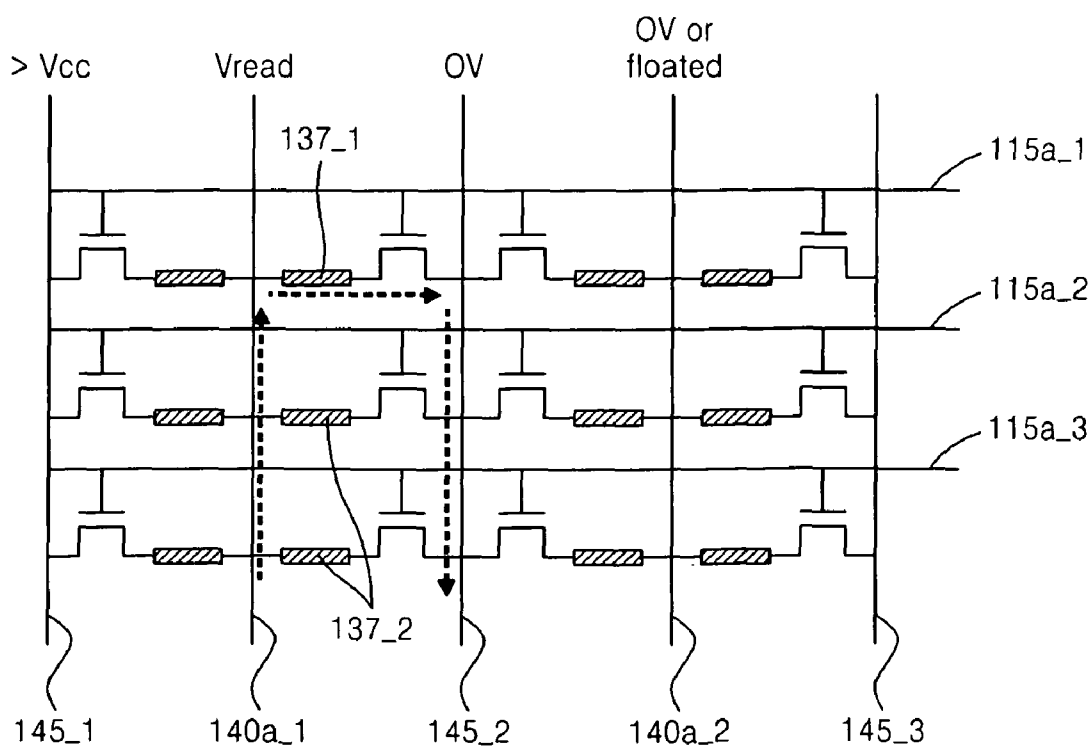 > Vcc
Vread
OV
OV or
floated
137_1
115a_1
115a_2
115a_3
137_2
145_1
140a_1
145_2
140a_2
145_3